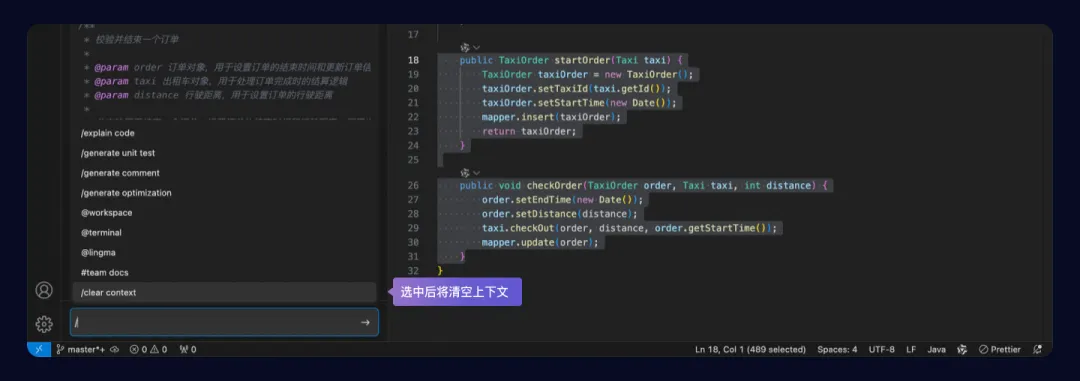 /**
* 校验并结束一个订单
*
* @param order 订单对象，用于设置订单的结束时间和更新订单信
* @param taxi 出租车对象，用于处理订单完成时的结算逻辑
* @param distance 行驶距离，用于设置订单的行驶距离
*
/explain code
/generate unit test
/generate comment
/generate optimization
@workspace
@terminal
@lingma
#team docs
/clear context
选中后将清空上下文
/
→
17
18 public TaxiOrder startOrder(Taxi taxi) {
19 TaxiOrder taxiOrder = new TaxiOrder();
20 taxiOrder.setTaxiId(taxi.getId());
21 taxiOrder.setStartTime(new Date());
22 mapper.insert(taxiOrder);
23 return taxiOrder;
24 }
25
26 public void checkOrder(TaxiOrder order, Taxi taxi, int distance) {
27 order.setEndTime(new Date());
28 order.setDistance(distance);
29 taxi.checkOut(order, distance, order.getStartTime());
30 mapper.update(order);
31 }
32 }
master*+ 0 0 0 Ln 18, Col 1 (489 selected) Spaces: 4 UTF-8 LF Java Prettier